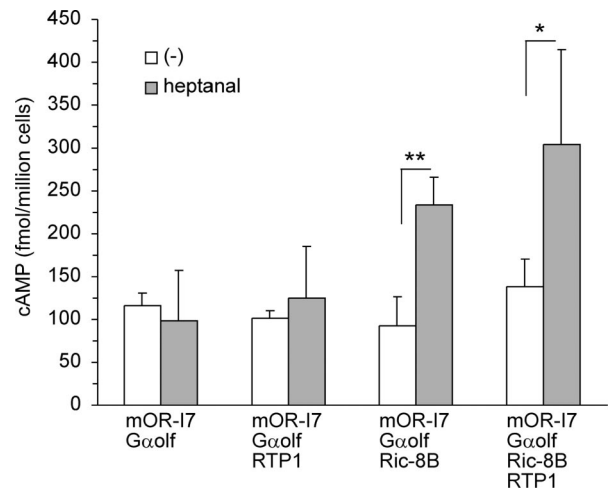 450
400
350
300
250
200
150
100
50
0
cAMP (fmol/million cells)
(-)
heptanal
**
*
mOR-I7
Gαolf
mOR-I7
Gαolf
RTP1
mOR-I7
Gαolf
Ric-8B
mOR-I7
Gαolf
Ric-8B
RTP1